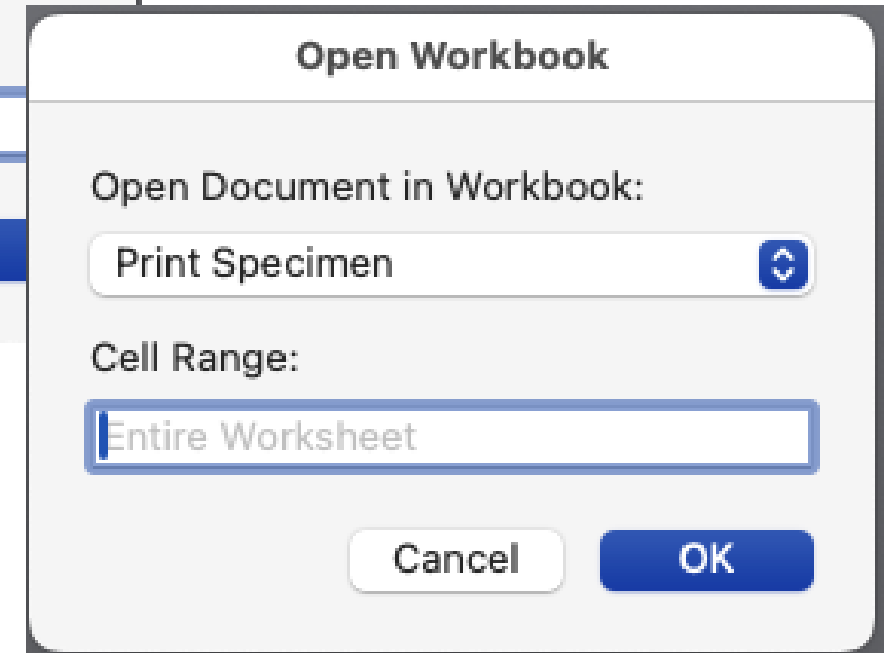 Open Workbook
Open Document in Workbook:
Print Specimen
Cell Range:
Entire Worksheet
Cancel
OK